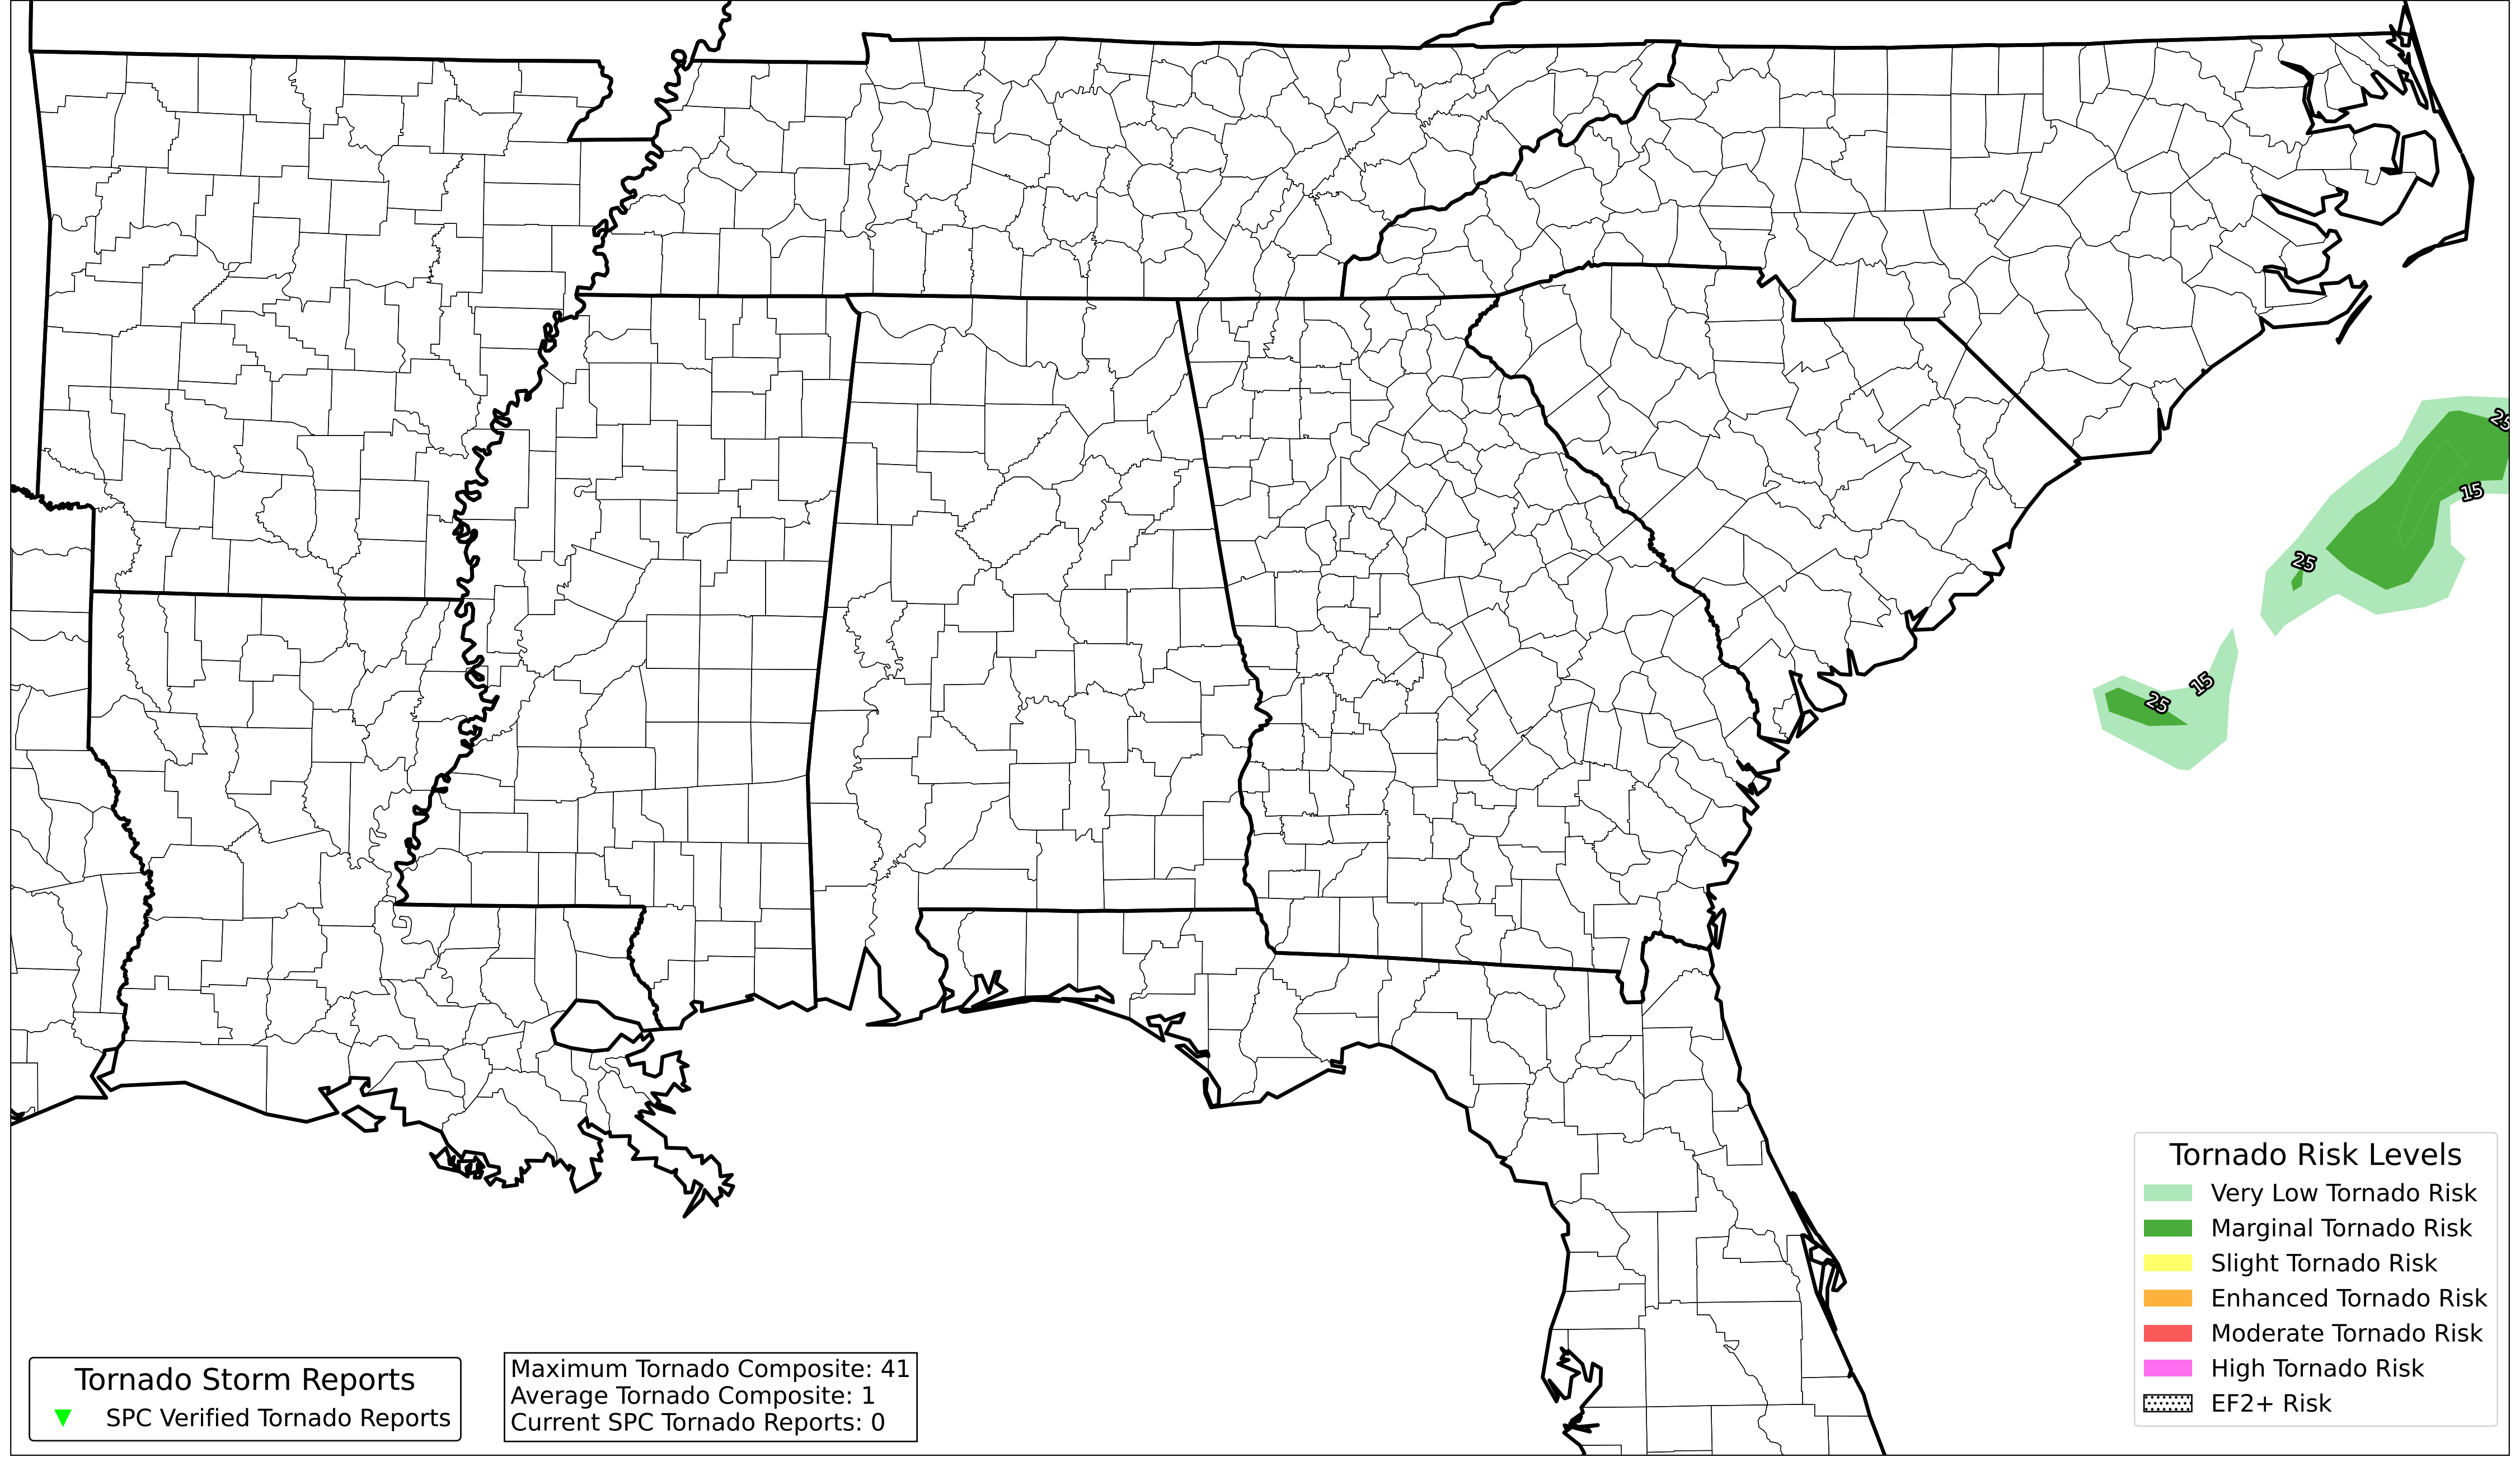 25
15
25
15
25
Tornado Risk Levels
Very Low Tornado Risk
Marginal Tornado Risk
Slight Tornado Risk
Enhanced Tornado Risk
Moderate Tornado Risk
High Tornado Risk
EF2+ Risk
Tornado Storm Reports
SPC Verified Tornado Reports
Maximum Tornado Composite: 41
Average Tornado Composite: 1
Current SPC Tornado Reports: 0